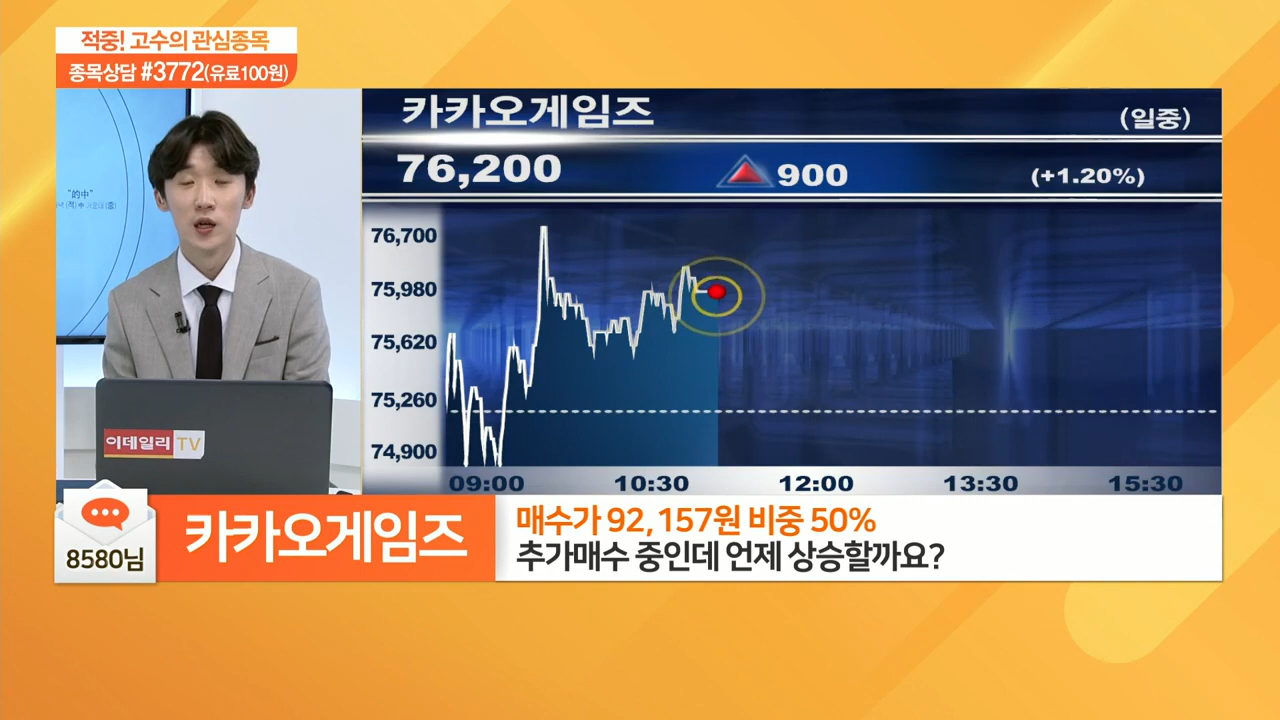 적중! 고수의 관심종목
종목상담 #3772(유료100원)
"的中"
카카오게임즈
(일중)
76,200
900
(+1.20%)
76,700
75,980
75,620
75,260
74,900
09:00
10:30
12:00
13:30
15:30
이데일리 TV
8580님
카카오게임즈
매수가 92,157원 비중 50%
추가매수 중인데 언제 상승할까요?